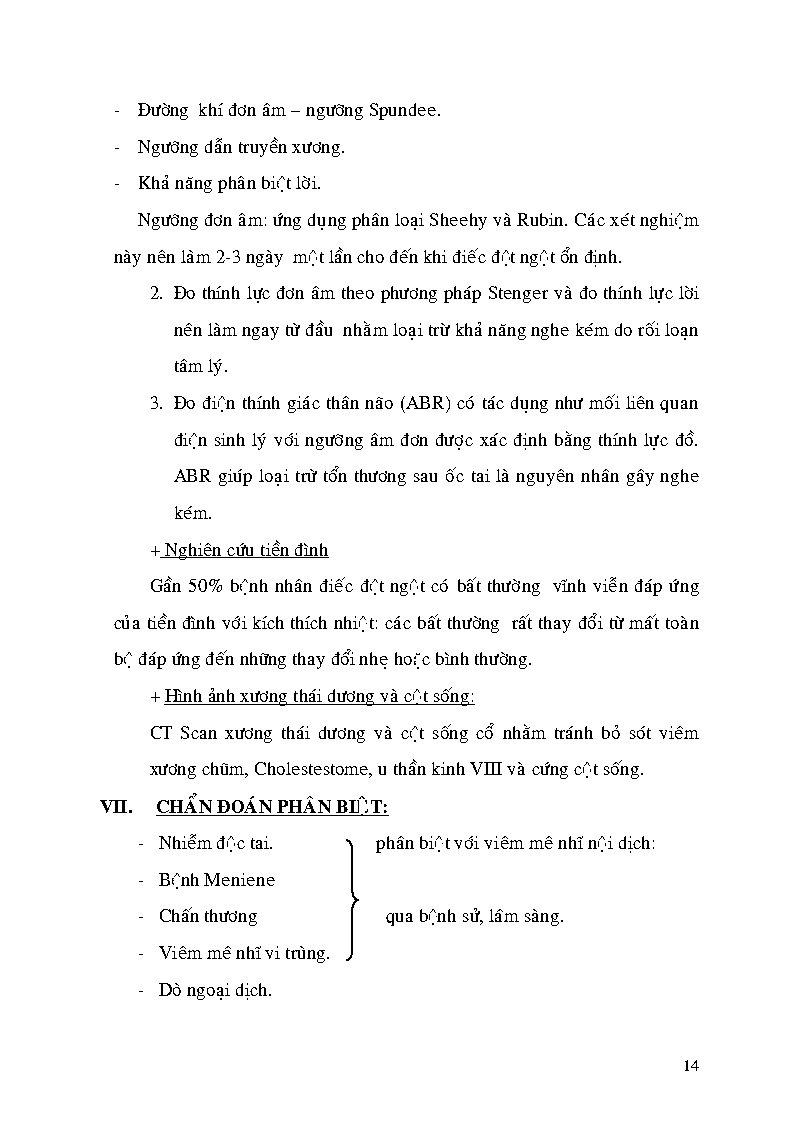 - Đường khí đơn âm – ngưỡng Spundee.
- Ngưỡng dẫn truyền xương.
- Khả năng phân biệt lời.
Ngưỡng đơn âm: ứng dụng phân loại Sheehy và Rubin. Các xét nghiệm
này nên làm 2-3 ngày một lần cho đến khi điếc đột ngột ổn định.
2. Đo thính lực đơn âm theo phương pháp Stenger và đo thính lực lời
nên làm ngay từ đầu nhằm loại trừ khả năng nghe kém do rối loạn
tâm lý.
3. Đo điện thính giác thân não (ABR) có tác dụng như mối liên quan
điện sinh lý với ngưỡng âm đơn được xác định bằng thính lực đồ.
ABR giúp loại trừ tổn thương sau ốc tai là nguyên nhân gây nghe
kém.
+ Nghiên cứu tiền đình
Gần 50% bệnh nhân điếc đột ngột có bất thường vĩnh viễn đáp ứng
của tiền đình với kích thích nhiệt: các bất thường rất thay đổi từ mất toàn
bộ đáp ứng đến những thay đổi nhẹ hoặc bình thường.
+ Hình ảnh xương thái dương và cột sống:
CT Scan xương thái dương và cột sống cổ nhằm tránh bỏ sót viêm
xương chũm, Cholestestome, u thần kinh VIII và cứng cột sống.
VII. CHẨN ĐOÁN PHÂN BIỆT:
- Nhiễm độc tai. phân biệt với viêm mê nhĩ nội dịch:
- Bệnh Meniene
- Chấn thương qua bệnh sử, lâm sàng.
- Viêm mê nhĩ vi trùng.
- Dò ngoại dịch.
14